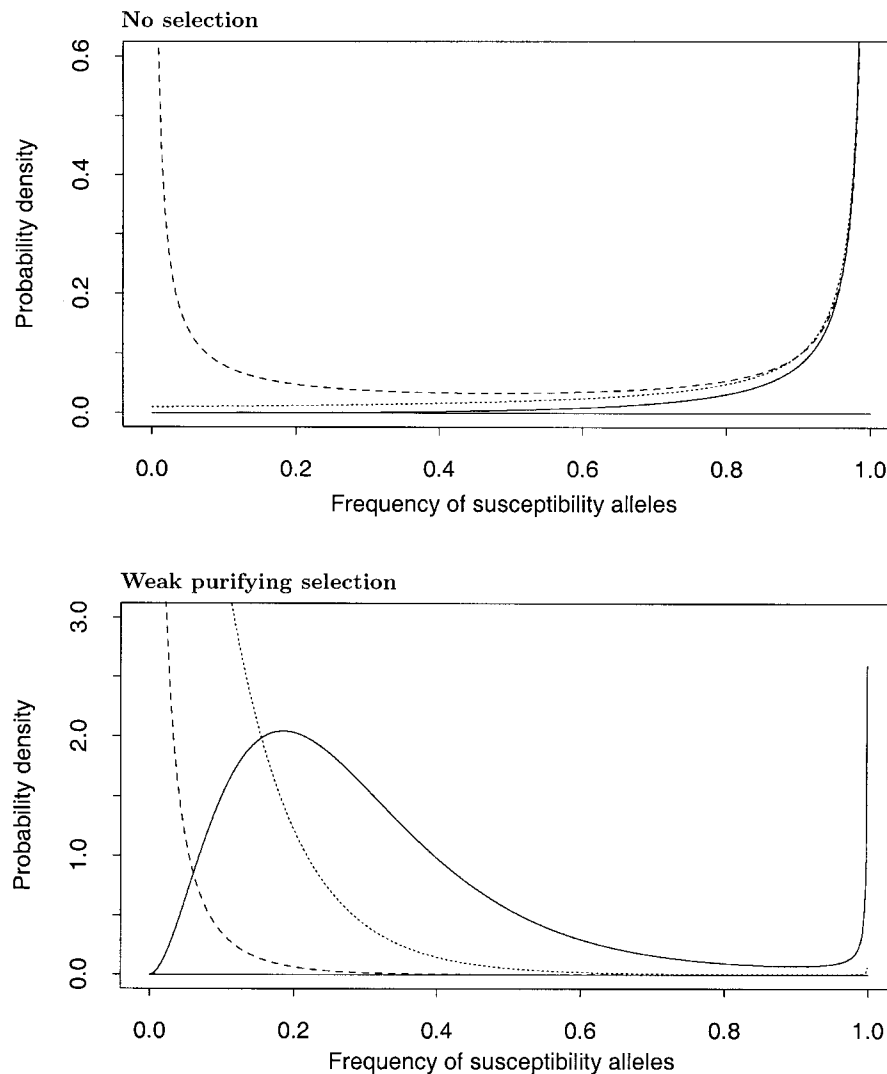 No selection
Probability density
0.6
0.4
0.2
0.0
0.0 0.2 0.4 0.6 0.8 1.0
Frequency of susceptibility alleles
Weak purifying selection
Probability density
3.0
2.0
1.0
0.0
0.0 0.2 0.4 0.6 0.8 1.0
Frequency of susceptibility alleles